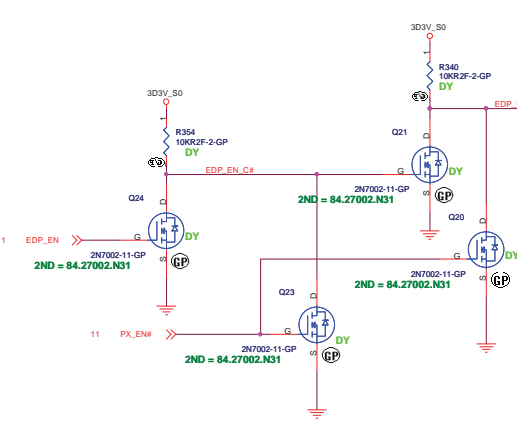 3D3V_S0
1
R340
10KR2F-2-GP
DY
EDP_
3D3V_S0
1
R354
10KR2F-2-GP
DY
Q21
D
G
S
DY
2N7002-11-GP
GP
2ND = 84.27002.N31
EDP_EN_C#
Q24
D
G
S
DY
2N7002-11-GP
GP
2ND = 84.27002.N31
1 EDP_EN
Q20
D
G
S
DY
2N7002-11-GP
GP
2ND = 84.27002.N31
Q23
D
G
S
DY
2N7002-11-GP
GP
2ND = 84.27002.N31
11 PX_EN#